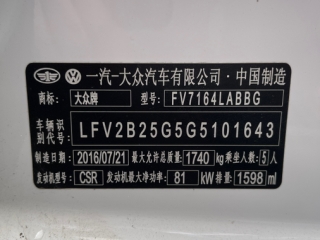 一汽-大众汽车有限公司·中国制造
商标: 大众牌 型号: FV7164LABBG
车辆识别代号: LFV2B25G5G5101643
制造日期 2016/07/21 最大允许总质量 1740 kg 乘座人数 5 人
发动机型号 CSR 发动机最大净功率 81 kW 排量 1598 ml